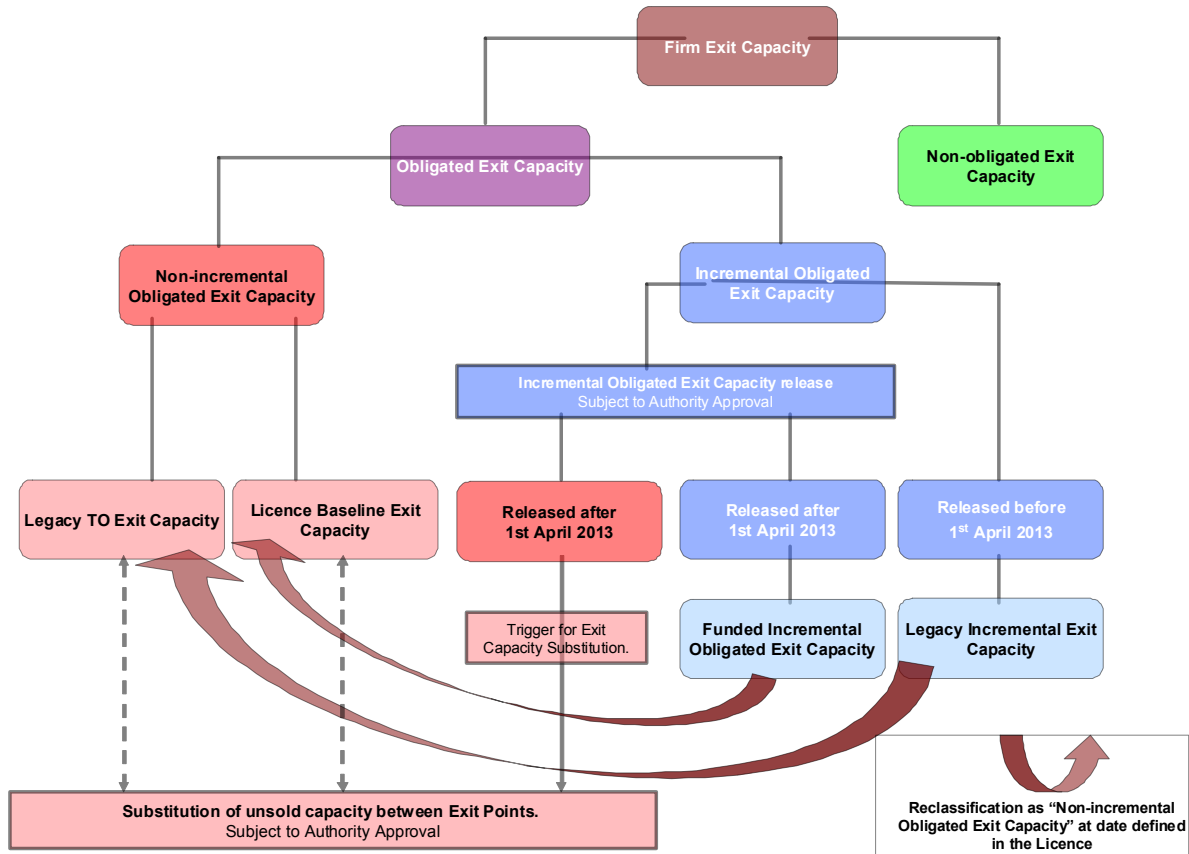 Firm Exit Capacity
Obligated Exit Capacity
Non-obligated Exit
Capacity
Non-incremental
Obligated Exit Capacity
Incremental Obligated
Exit Capacity
Incremental Obligated Exit Capacity release
Subject to Authority Approval
Legacy TO Exit Capacity
Licence Baseline Exit
Capacity
Released after
1st April 2013
Released after
1st April 2013
Released before
1st April 2013
Trigger for Exit
Capacity Substitution.
Funded Incremental
Obligated Exit Capacity
Legacy Incremental Exit
Capacity
Substitution of unsold capacity between Exit Points.
Subject to Authority Approval
Reclassification as “Non-incremental
Obligated Exit Capacity” at date defined
in the Licence